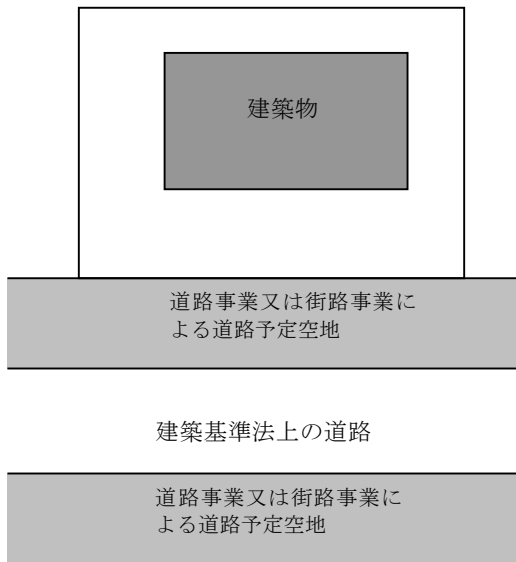 建築物
道路事業又は街路事業に
よる道路予定空地
建築基準法上の道路
道路事業又は街路事業に
よる道路予定空地